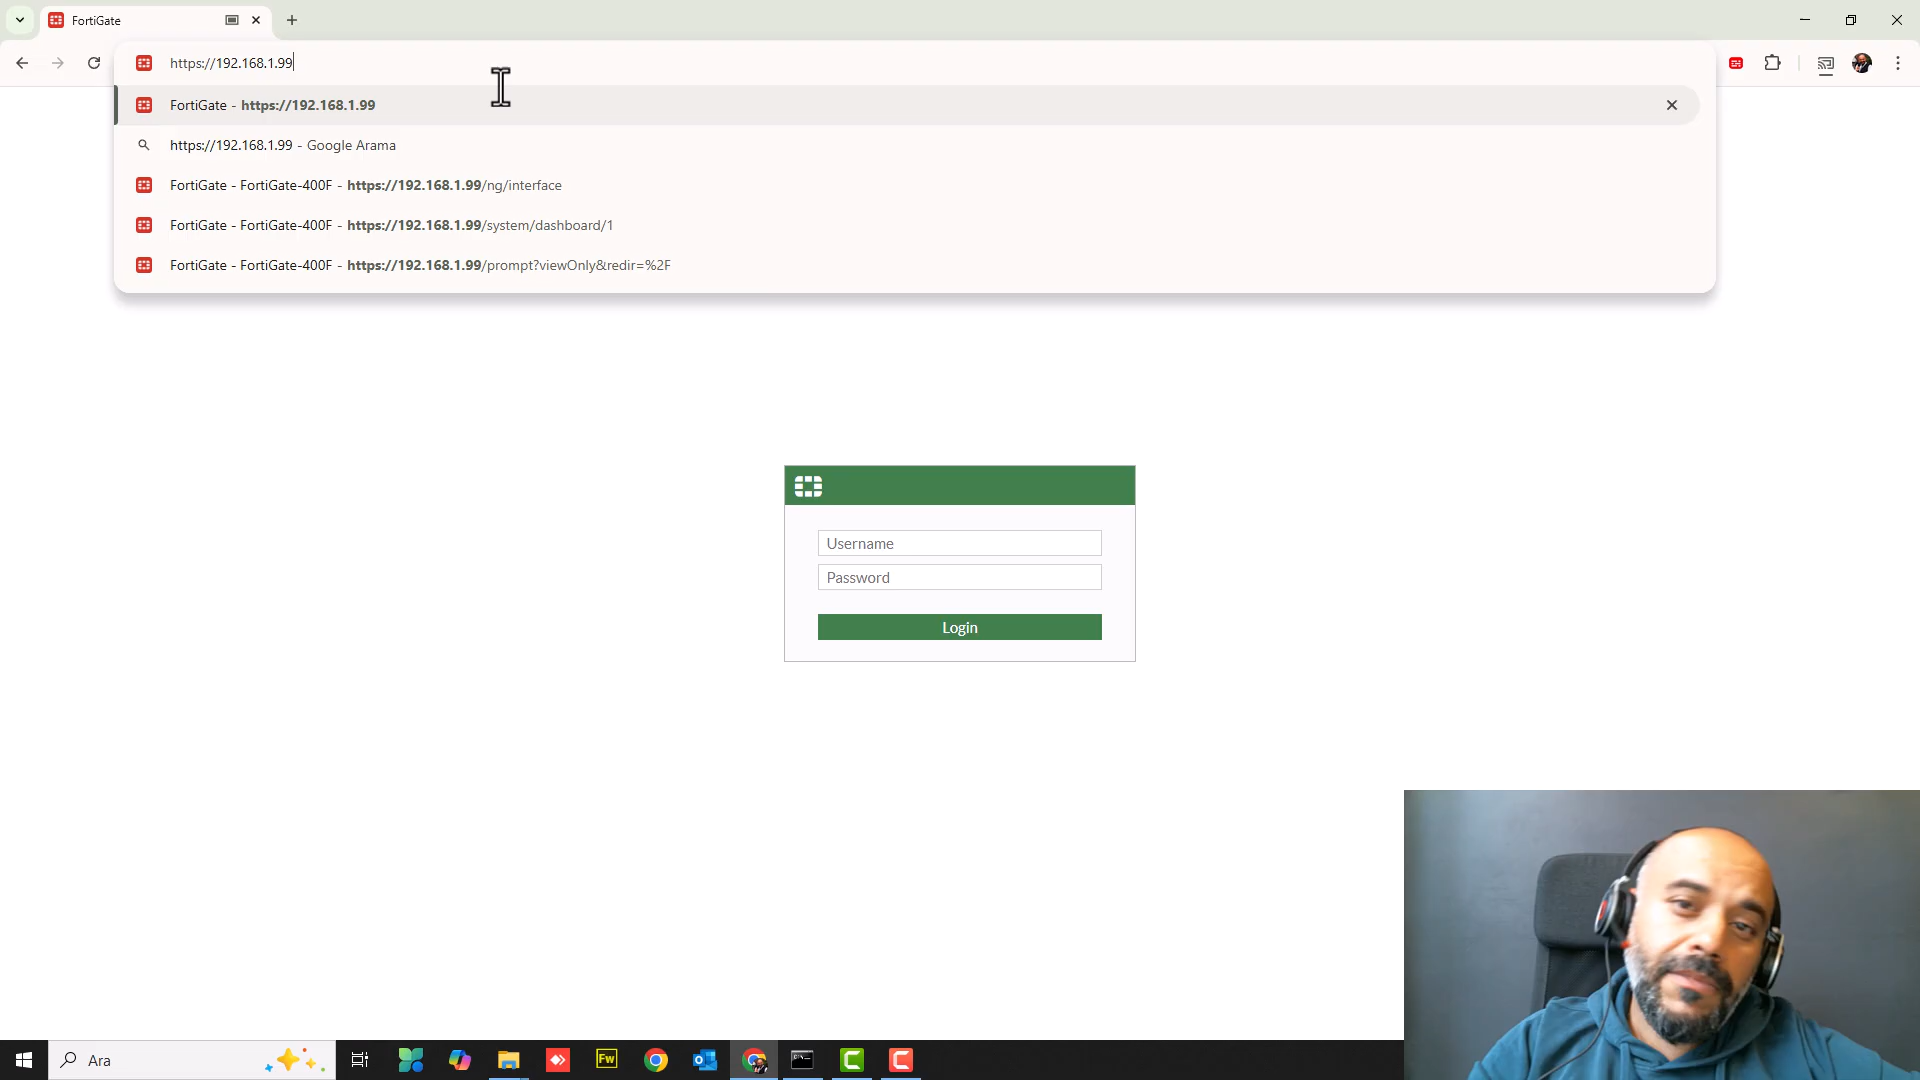 FortiGate
https://192.168.1.99
FortiGate - https://192.168.1.99
https://192.168.1.99 - Google Arama
FortiGate - FortiGate-400F - https://192.168.1.99/ng/interface
FortiGate - FortiGate-400F - https://192.168.1.99/system/dashboard/1
FortiGate - FortiGate-400F - https://192.168.1.99/prompt?viewOnly&redir=%2F
Username
Password
Login
Ara
Fw